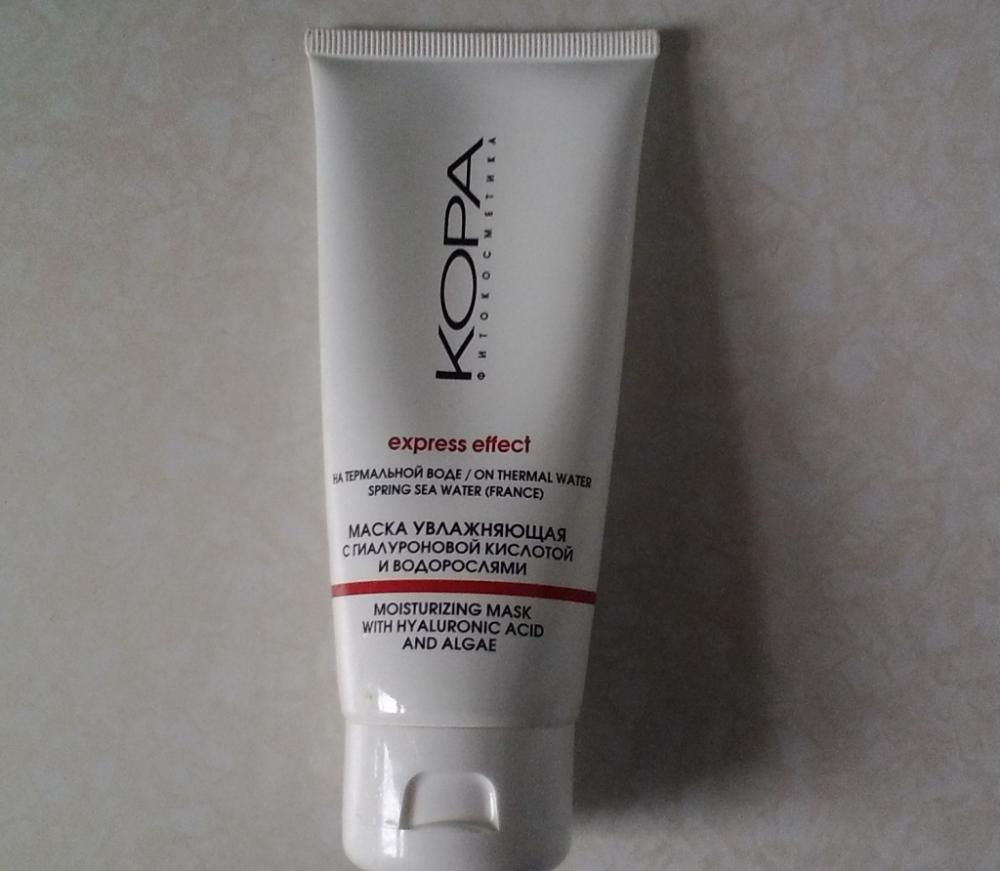 КОРА
ФИТОКОСМЕТИКА
express effect
НА ТЕРМАЛЬНОЙ ВОДЕ / ON THERMAL WATER
SPRING SEA WATER (FRANCE)
МАСКА УВЛАЖНЯЮЩАЯ
С ГИАЛУРОНОВОЙ КИСЛОТОЙ
И ВОДОРОСЛЯМИ
MOISTURIZING MASK
WITH HYALURONIC ACID
AND ALGAE